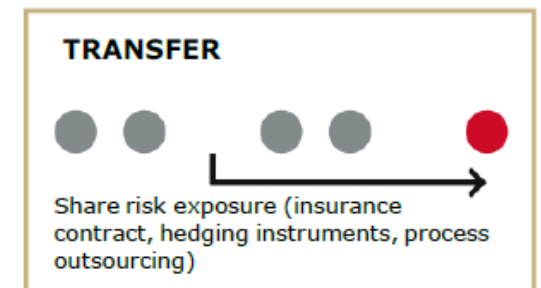 TRANSFER
Share risk exposure (insurance
contract, hedging instruments, process
outsourcing)